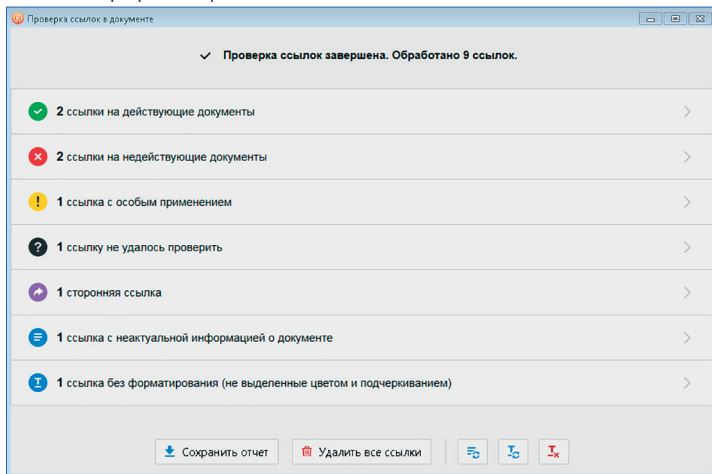 Проверка ссылок в документе
Проверка ссылок завершена. Обработано 9 ссылок.
2 ссылки на действующие документы
2 ссылки на недействующие документы
1 ссылка с особым применением
1 ссылку не удалось проверить
1 сторонняя ссылка
1 ссылка с неактуальной информацией о документе
1 ссылка без форматирования (не выделенные цветом и подчеркиванием)
Сохранить отчет Удалить все ссылки